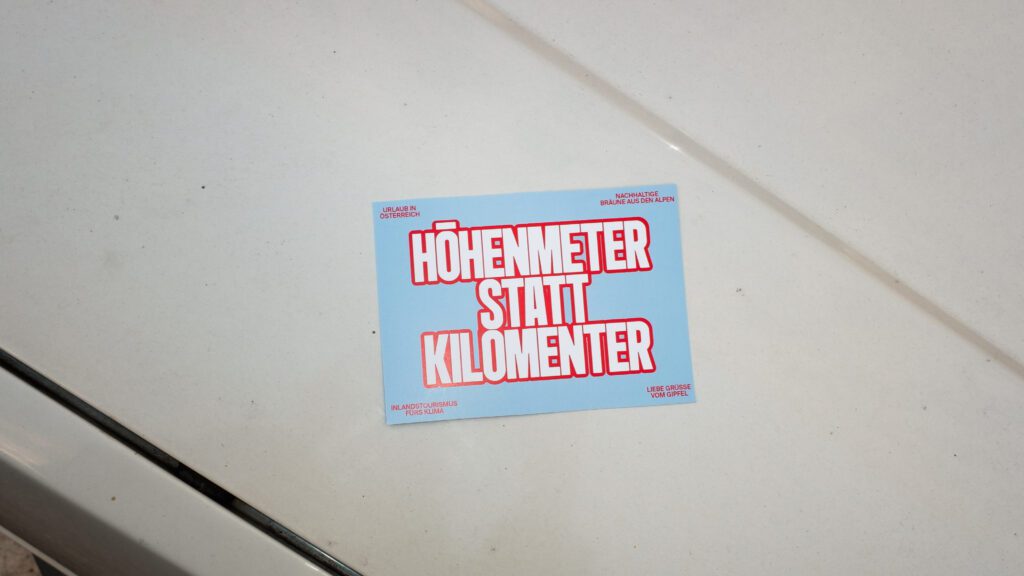 URLAUB IN
ÖSTERREICH
NACHHALTIGE
BRÄUNE AUS DEN ALPEN
HÖHENMETER
STATT
KILOMENTER
INLANDSTOURISMUS
FÜRS KLIMA
LIEBE GRÜSSE
VOM GIPFEL